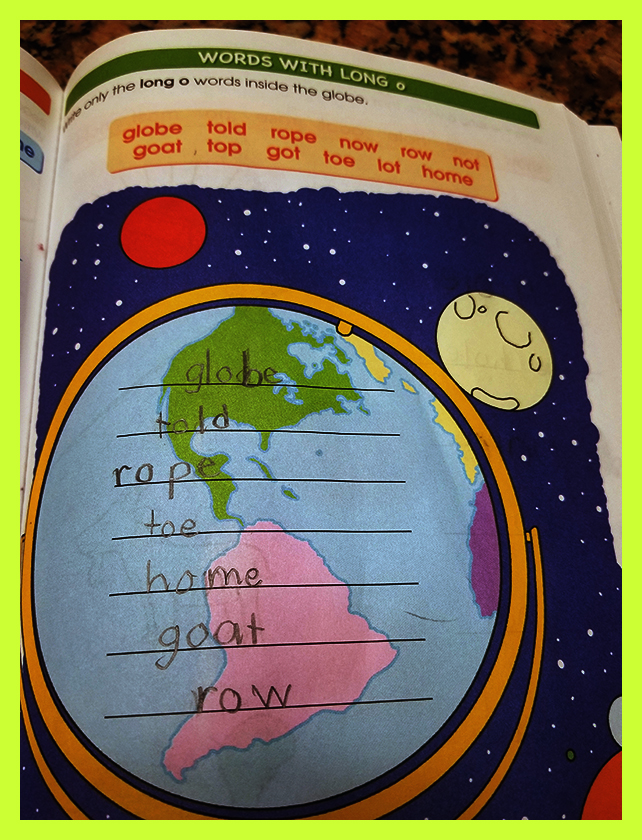 WORDS WITH LONG o
only the long o words inside the globe.
globe told rope now row not
goat top got toe lot home
globe
told
rope
toe
home
goat
row